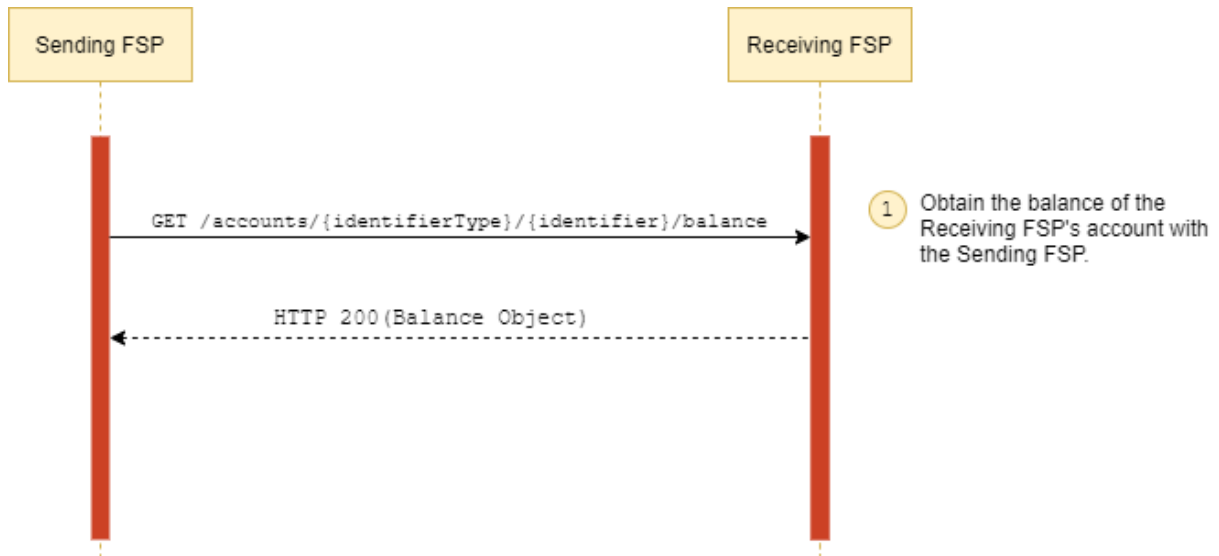 Sending FSP
Receiving FSP
GET /accounts/{identifierType}/{identifier}/balance
1
Obtain the balance of the
Receiving FSP's account with
the Sending FSP.
HTTP 200(Balance Object)